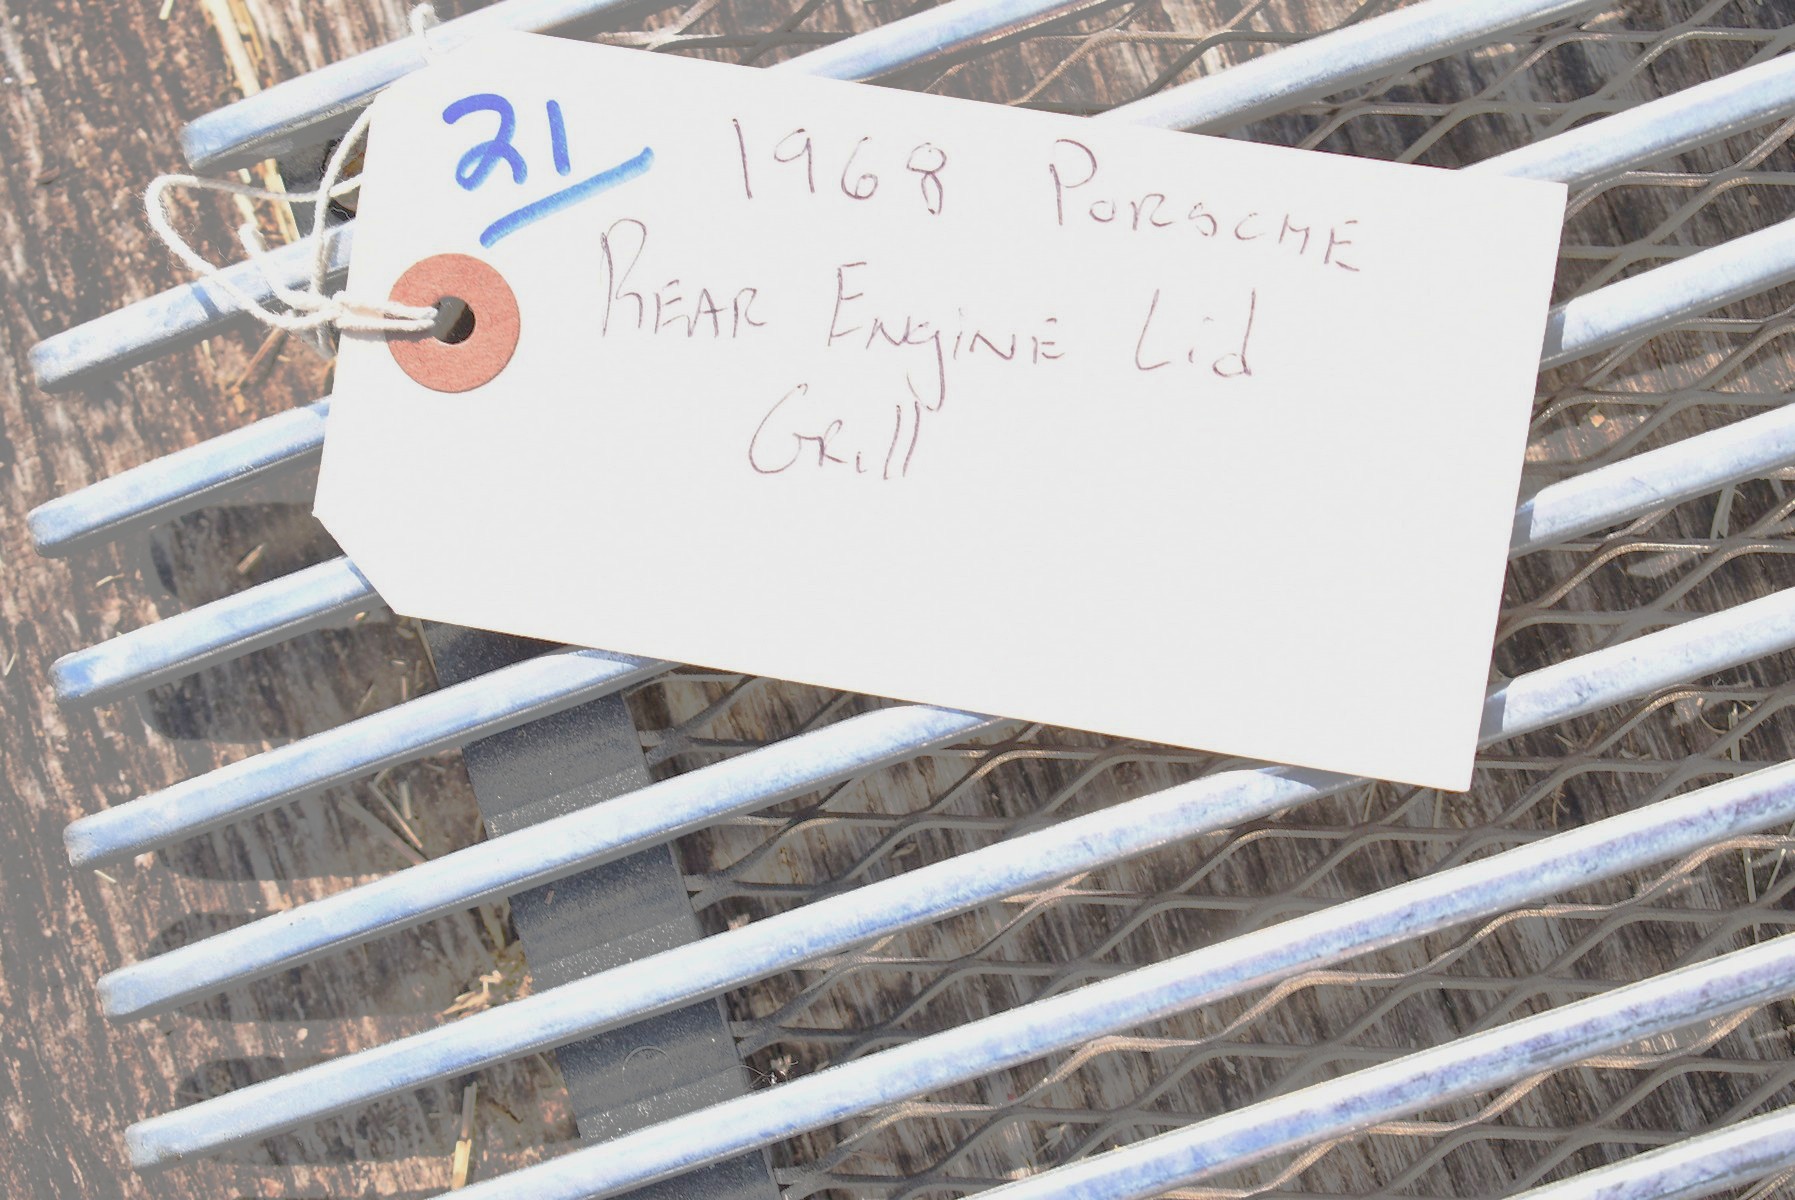 21 1968 PORSCHE
REAR ENGINE Lid
GRill